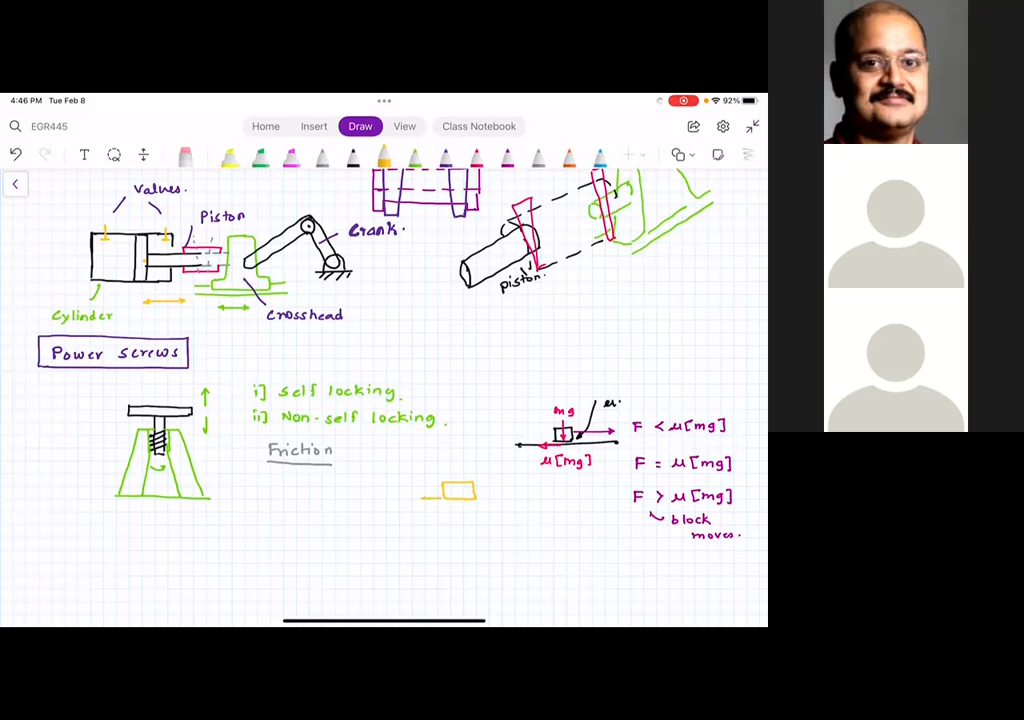 4:46 PM Tue Feb 8
92%
EGR445
Home Insert Draw View Class Notebook
T
Valves.
Piston
Crank.
piston.
Cylinder
Crosshead
Power screws
i] Self locking.
ii] Non-self locking.
Friction
mg
μ.
μ[mg]
F < μ[mg]
F = μ[mg]
F > μ[mg]
block
moves.